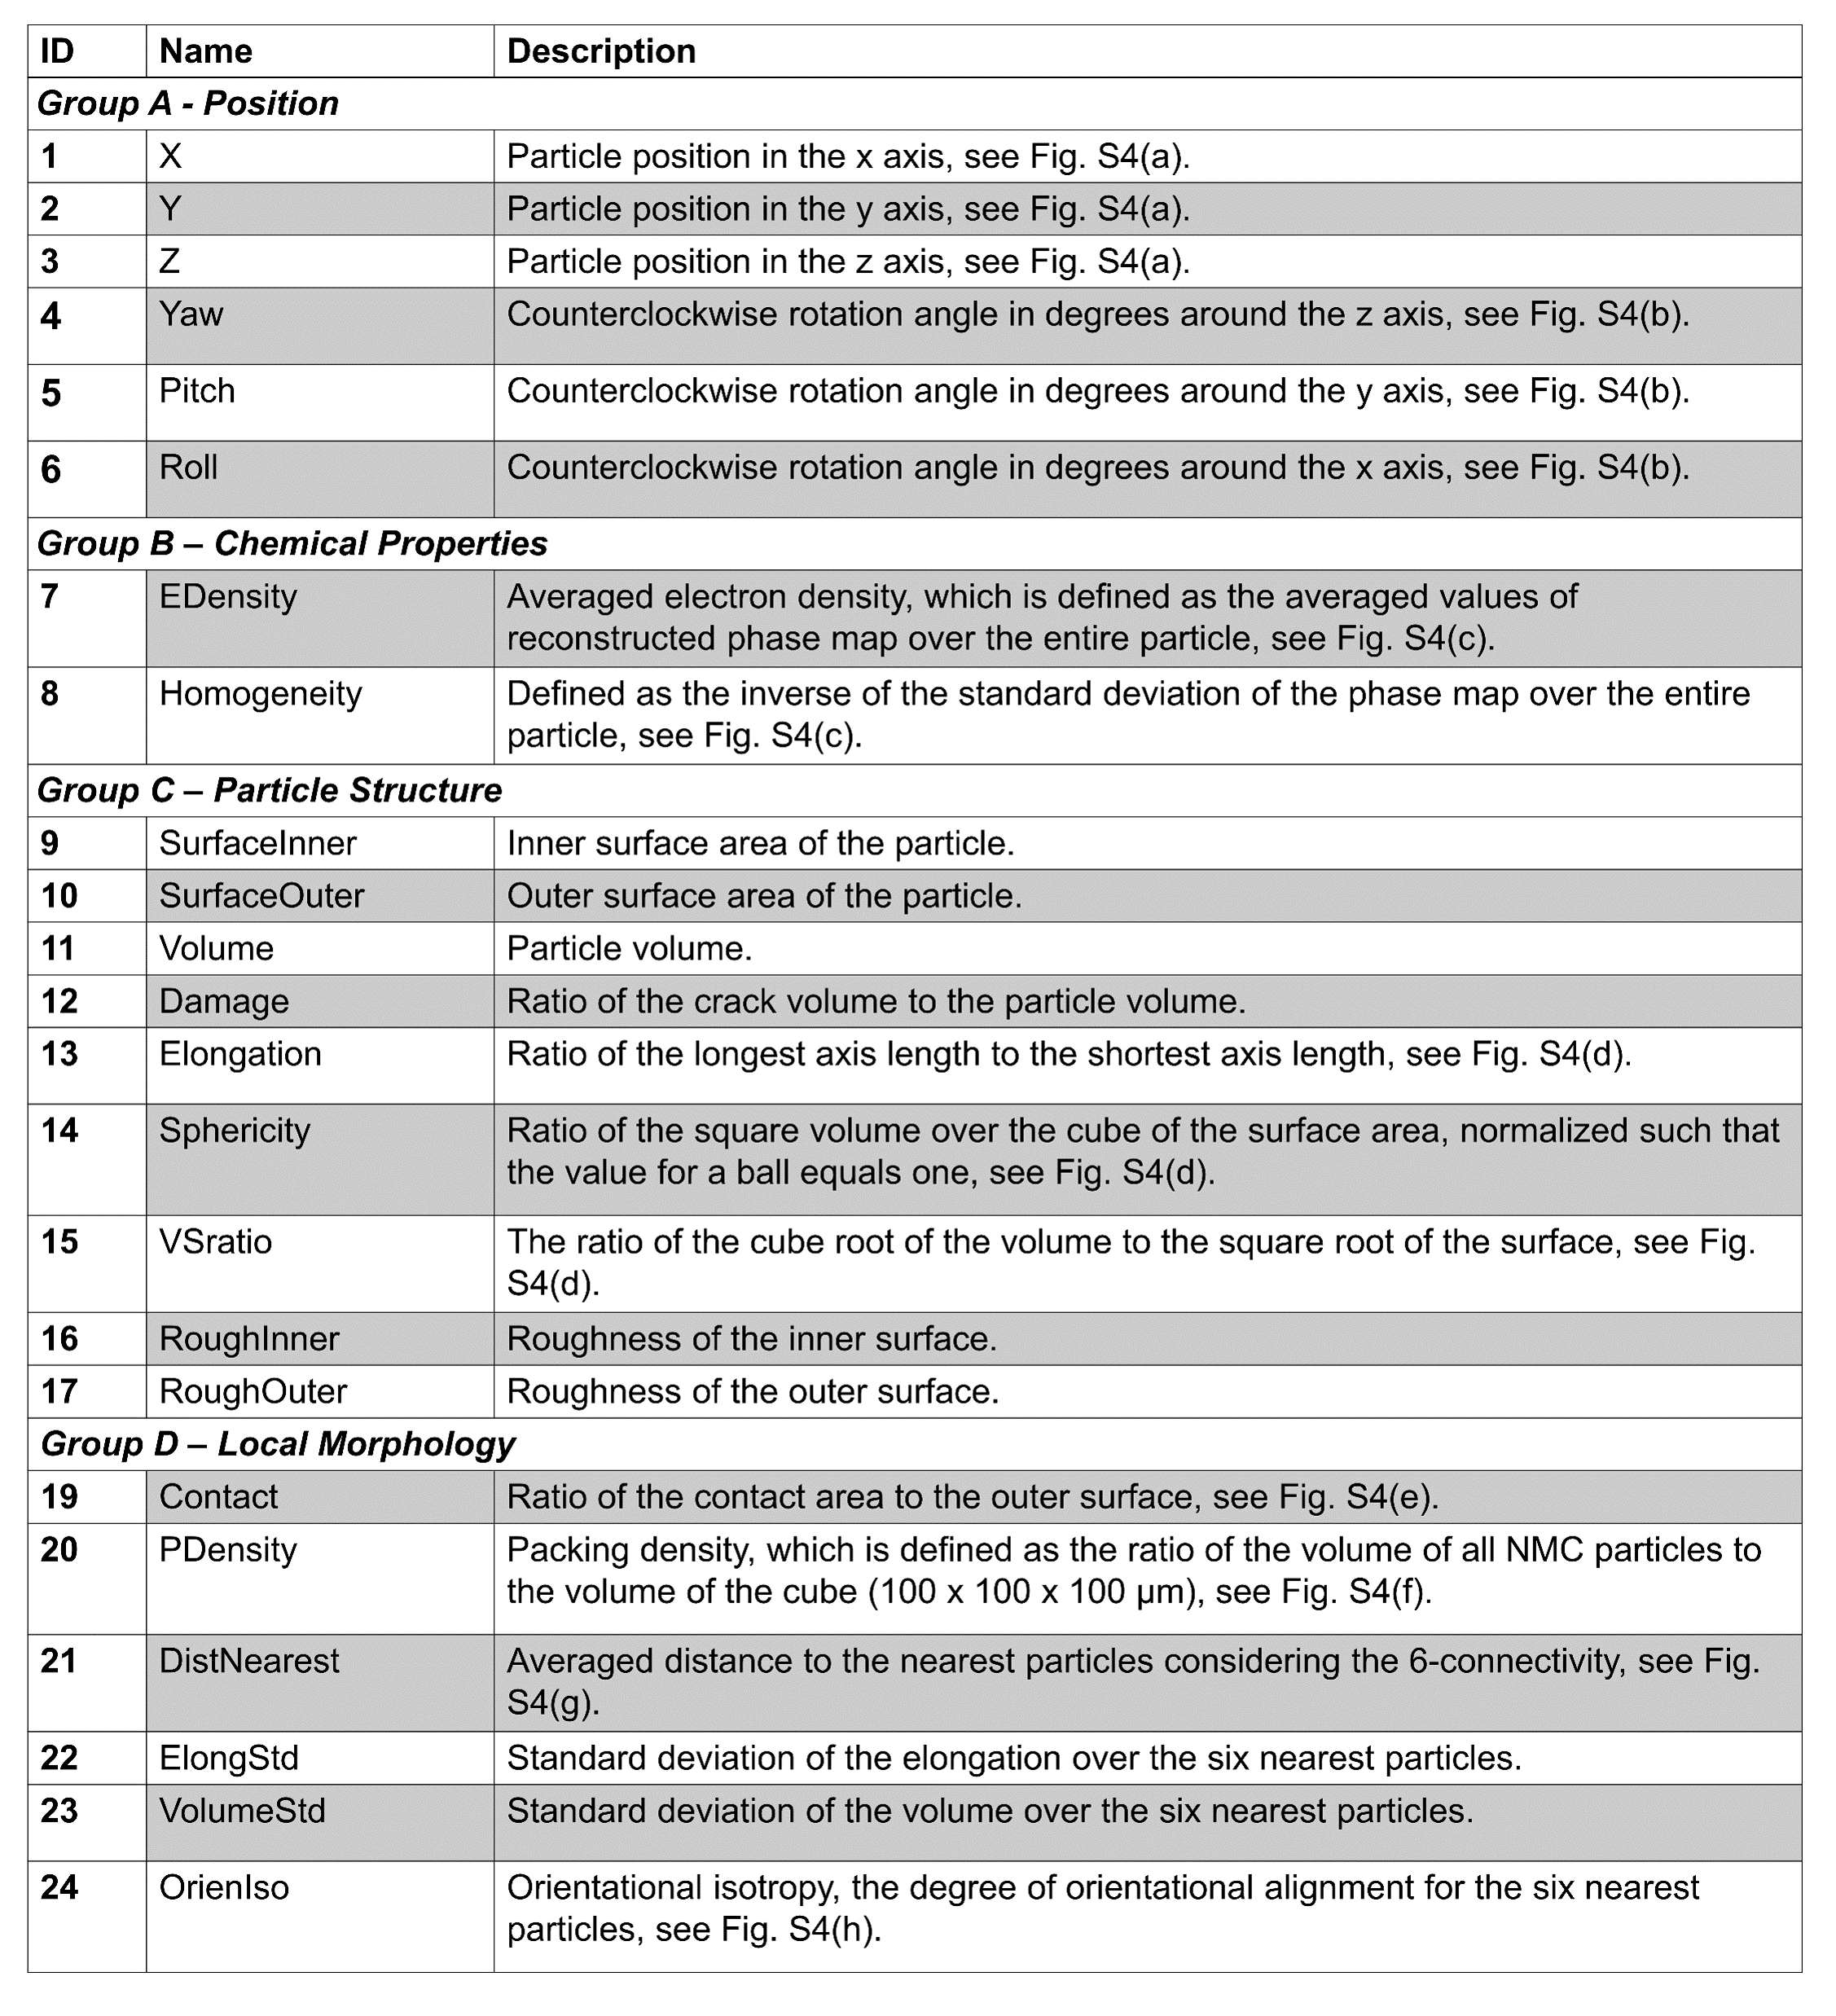 ID Name Description
Group A - Position
1 X Particle position in the x axis, see Fig. S4(a).
2 Y Particle position in the y axis, see Fig. S4(a).
3 Z Particle position in the z axis, see Fig. S4(a).
4 Yaw Counterclockwise rotation angle in degrees around the z axis, see Fig. S4(b).
5 Pitch Counterclockwise rotation angle in degrees around the y axis, see Fig. S4(b).
6 Roll Counterclockwise rotation angle in degrees around the x axis, see Fig. S4(b).
Group B – Chemical Properties
7 EDensity Averaged electron density, which is defined as the averaged values of
reconstructed phase map over the entire particle, see Fig. S4(c).
8 Homogeneity Defined as the inverse of the standard deviation of the phase map over the entire
particle, see Fig. S4(c).
Group C – Particle Structure
9 SurfaceInner Inner surface area of the particle.
10 SurfaceOuter Outer surface area of the particle.
11 Volume Particle volume.
12 Damage Ratio of the crack volume to the particle volume.
13 Elongation Ratio of the longest axis length to the shortest axis length, see Fig. S4(d).
14 Sphericity Ratio of the square volume over the cube of the surface area, normalized such that
the value for a ball equals one, see Fig. S4(d).
15 VSratio The ratio of the cube root of the volume to the square root of the surface, see Fig.
S4(d).
16 RoughInner Roughness of the inner surface.
17 RoughOuter Roughness of the outer surface.
Group D – Local Morphology
19 Contact Ratio of the contact area to the outer surface, see Fig. S4(e).
20 PDensity Packing density, which is defined as the ratio of the volume of all NMC particles to
the volume of the cube (100 x 100 x 100 μm), see Fig. S4(f).
21 DistNearest Averaged distance to the nearest particles considering the 6-connectivity, see Fig.
S4(g).
22 ElongStd Standard deviation of the elongation over the six nearest particles.
23 VolumeStd Standard deviation of the volume over the six nearest particles.
24 OrienIso Orientational isotropy, the degree of orientational alignment for the six nearest
particles, see Fig. S4(h).